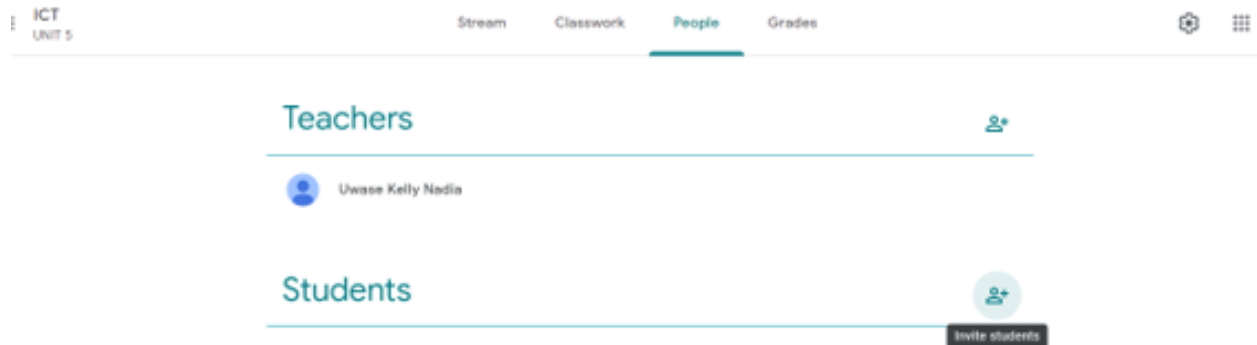 ICT
UNIT 5
Stream Classwork People Grades
Teachers
Uwase Kelly Nadia
Students
Invite students